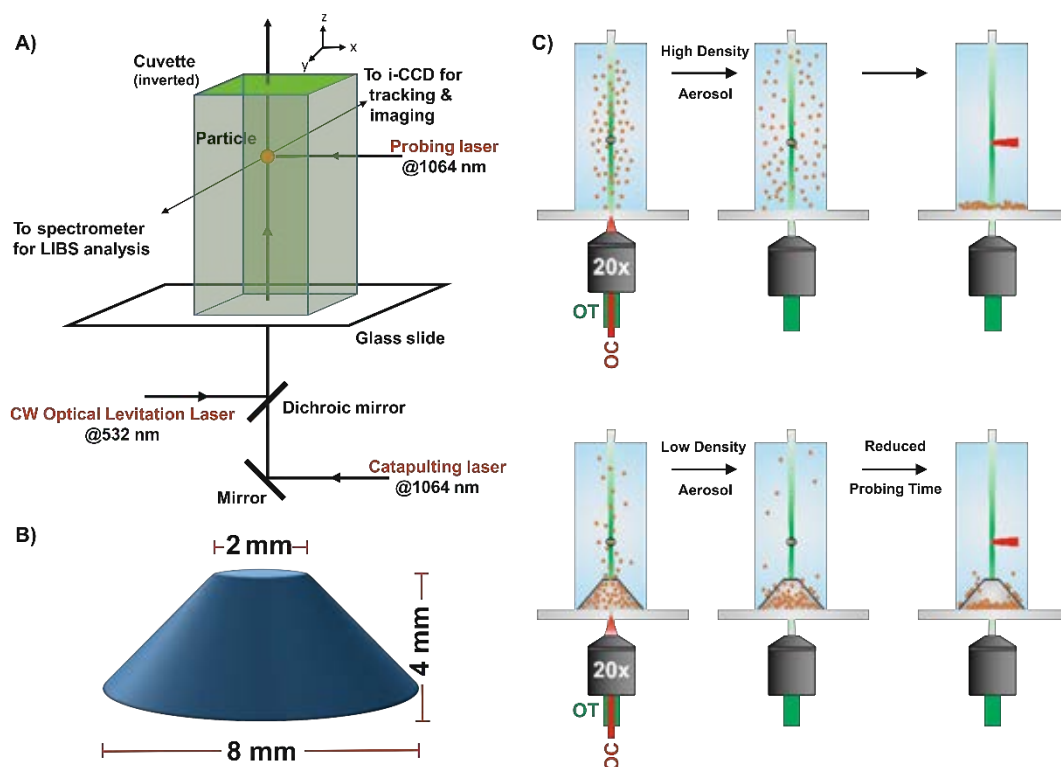 A)
z
x
y
Cuvette
(inverted)
To i-CCD for
tracking &
imaging
Particle
Probing laser
@1064 nm
To spectrometer
for LIBS analysis
Glass slide
CW Optical Levitation Laser
@532 nm
Dichroic mirror
Catapulting laser
@1064 nm
Mirror
B)
2 mm
4 mm
8 mm
C)
High Density
Aerosol
20x
OT
OC
Low Density
Aerosol
Reduced
Probing Time
20x
OT
OC